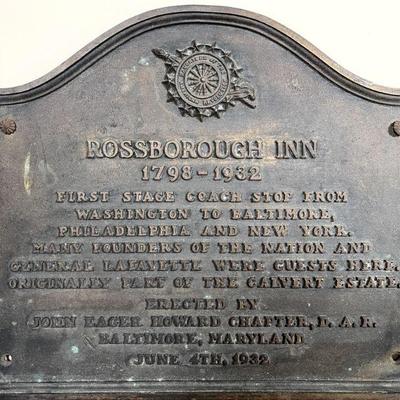 ROSSBOROUGH INN
1798-1932
FIRST STAGE COACH STOP FROM
WASHINGTON TO BALTIMORE,
PHILADELPHIA AND NEW YORK.
MANY FOUNDERS OF THE NATION AND
GENERAL LAFAYETTE WERE GUESTS HERE.
ORIGINALLY PART OF THE CALVERT ESTATE.
ERECTED BY
JOHN EAGER HOWARD CHAPTER, D. A. R.
BALTIMORE, MARYLAND
JUNE 4TH, 1932